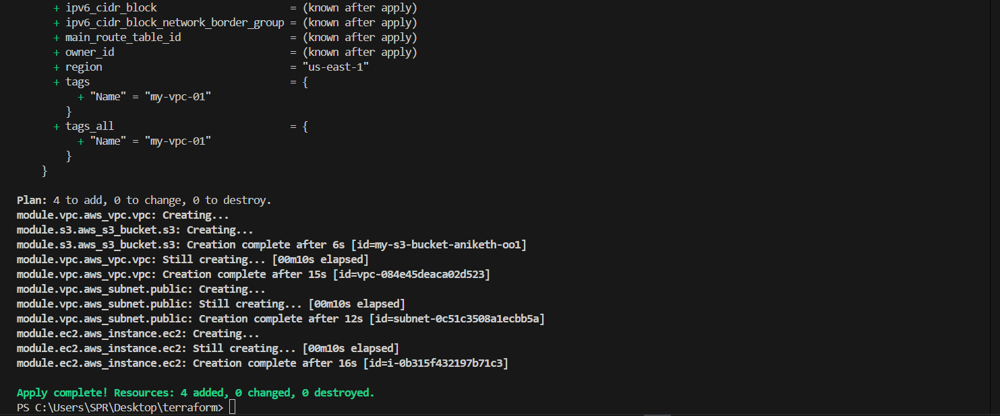 + ipv6_cidr_block                      = (known after apply)
+ ipv6_cidr_block_network_border_group = (known after apply)
+ main_route_table_id                  = (known after apply)
+ owner_id                             = (known after apply)
+ region                               = "us-east-1"
+ tags                                 = {
    + "Name" = "my-vpc-01"
  }
+ tags_all                             = {
    + "Name" = "my-vpc-01"
  }
}
Plan: 4 to add, 0 to change, 0 to destroy.
module.vpc.aws_vpc.vpc: Creating...
module.s3.aws_s3_bucket.s3: Creating...
module.s3.aws_s3_bucket.s3: Creation complete after 6s [id=my-s3-bucket-aniketh-oo1]
module.vpc.aws_vpc.vpc: Still creating... [00m10s elapsed]
module.vpc.aws_vpc.vpc: Creation complete after 15s [id=vpc-084e45deaca02d523]
module.vpc.aws_subnet.public: Creating...
module.vpc.aws_subnet.public: Still creating... [00m10s elapsed]
module.vpc.aws_subnet.public: Creation complete after 12s [id=subnet-0c51c3508a1ecbb5a]
module.ec2.aws_instance.ec2: Creating...
module.ec2.aws_instance.ec2: Still creating... [00m10s elapsed]
module.ec2.aws_instance.ec2: Creation complete after 16s [id=i-0b315f432197b71c3]
Apply complete! Resources: 4 added, 0 changed, 0 destroyed.
PS C:\Users\SPR\Desktop\terraform>